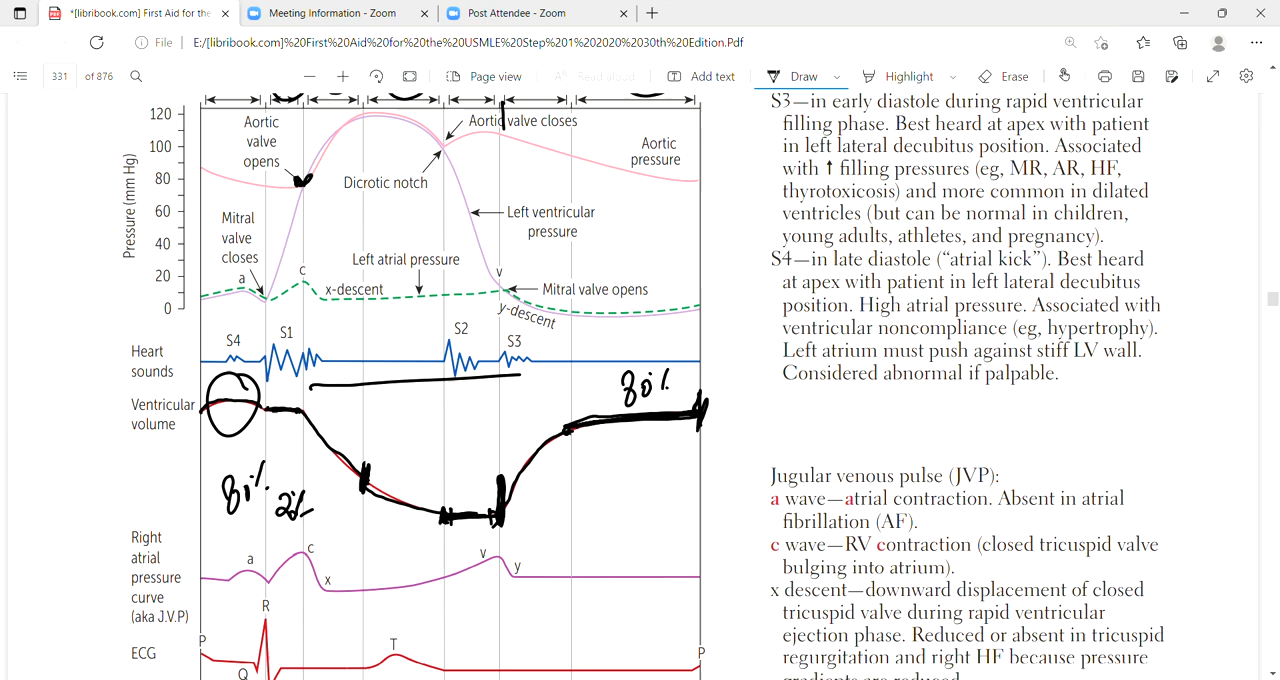 *[libribook.com] First Aid for the
Meeting Information - Zoom
Post Attendee - Zoom
File
E:/[libribook.com]%20First%20Aid%20for%20the%20USMLE%20Step%201%202020%2030th%20Edition.Pdf
331
of 876
Page view
Read aloud
Add text
Draw
Highlight
Erase
120
100
80
60
40
20
0
Pressure (mm Hg)
Aortic
valve
opens
Aortic valve closes
Aortic
pressure
Dicrotic notch
Mitral
valve
closes
Left ventricular
pressure
Left atrial pressure
a
c
x-descent
v
Mitral valve opens
y-descent
Heart
sounds
S4
S1
S2
S3
Ventricular
volume
80%
80%
Right
atrial
pressure
curve
(aka J.V.P)
a
c
x
v
y
ECG
P
Q
R
T
P
S3—in early diastole during rapid ventricular
filling phase. Best heard at apex with patient
in left lateral decubitus position. Associated
with ↑ filling pressures (eg, MR, AR, HF,
thyrotoxicosis) and more common in dilated
ventricles (but can be normal in children,
young adults, athletes, and pregnancy).
S4—in late diastole (“atrial kick”). Best heard
at apex with patient in left lateral decubitus
position. High atrial pressure. Associated with
ventricular noncompliance (eg, hypertrophy).
Left atrium must push against stiff LV wall.
Considered abnormal if palpable.
Jugular venous pulse (JVP):
a wave—atrial contraction. Absent in atrial
fibrillation (AF).
c wave—RV contraction (closed tricuspid valve
bulging into atrium).
x descent—downward displacement of closed
tricuspid valve during rapid ventricular
ejection phase. Reduced or absent in tricuspid
regurgitation and right HF because pressure
gradients are reduced.